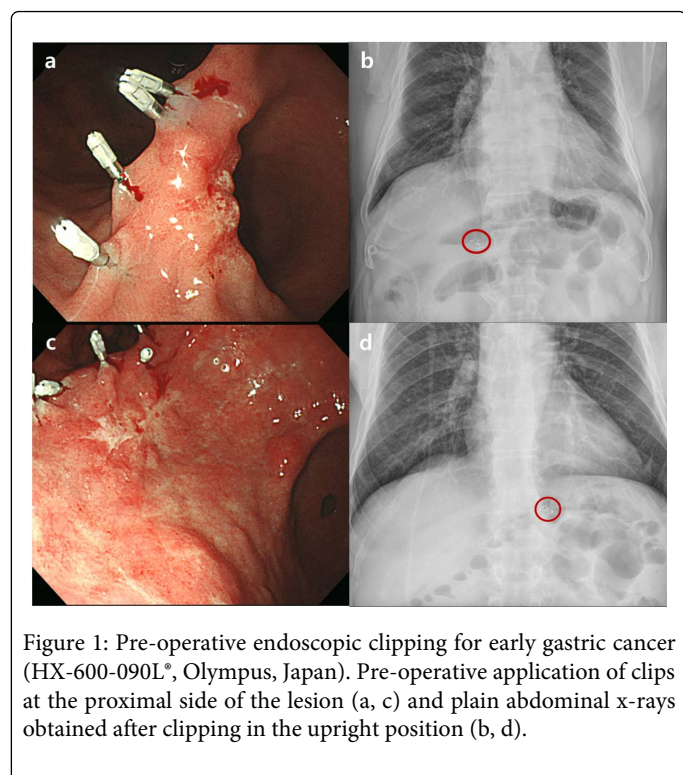 a
b
c
d
Figure 1: Pre-operative endoscopic clipping for early gastric cancer
(HX-600-090L®, Olympus, Japan). Pre-operative application of clips
at the proximal side of the lesion (a, c) and plain abdominal x-rays
obtained after clipping in the upright position (b, d).